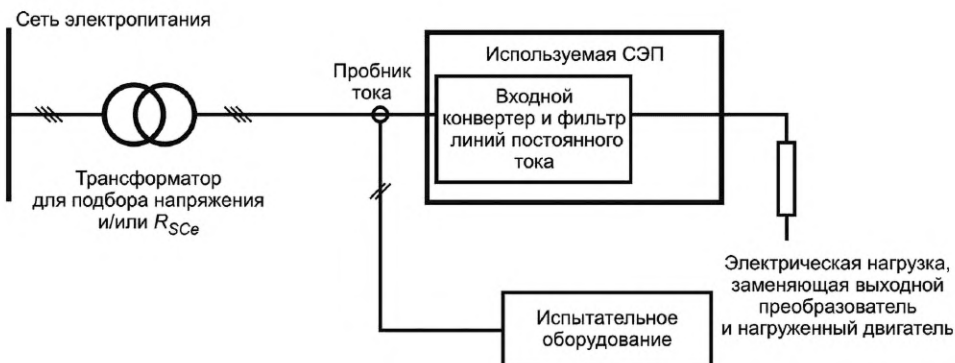 Сеть электропитания
Используемая СЭП
Пробник
тока
Входной
конвертер и фильтр
линий постоянного
тока
Трансформатор
для подбора напряжения
и/или R_SCe
Электрическая нагрузка,
заменяющая выходной
преобразователь
и нагруженный двигатель
Испытательное
оборудование